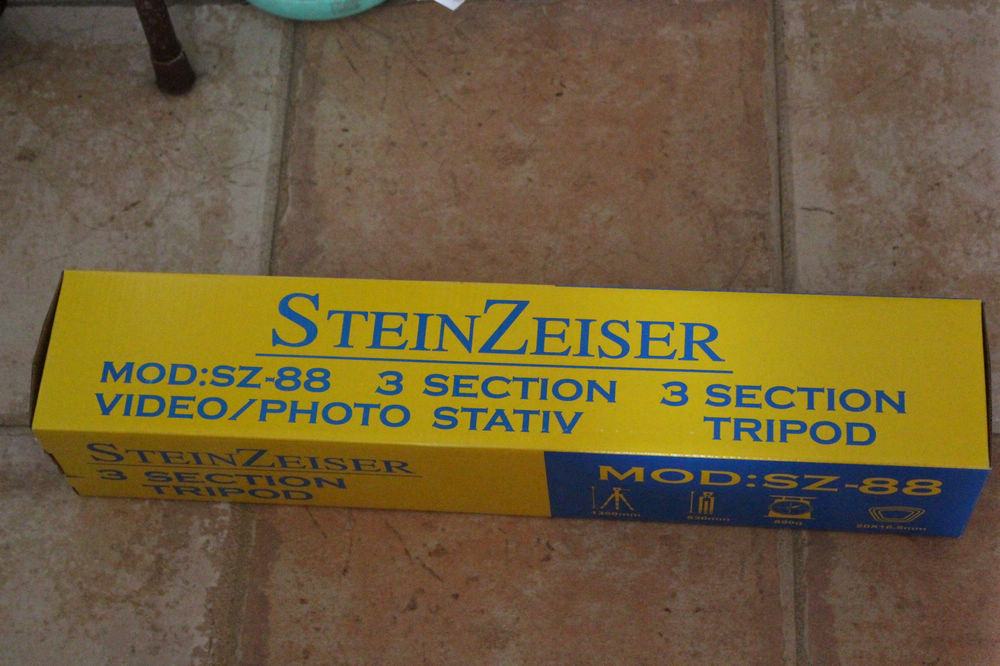 STEINZEISER
MOD:SZ-88 3 SECTION 3 SECTION
VIDEO/PHOTO STATIV TRIPOD
STEINZEISER
3 SECTION
TRIPOD
MOD:SZ-88